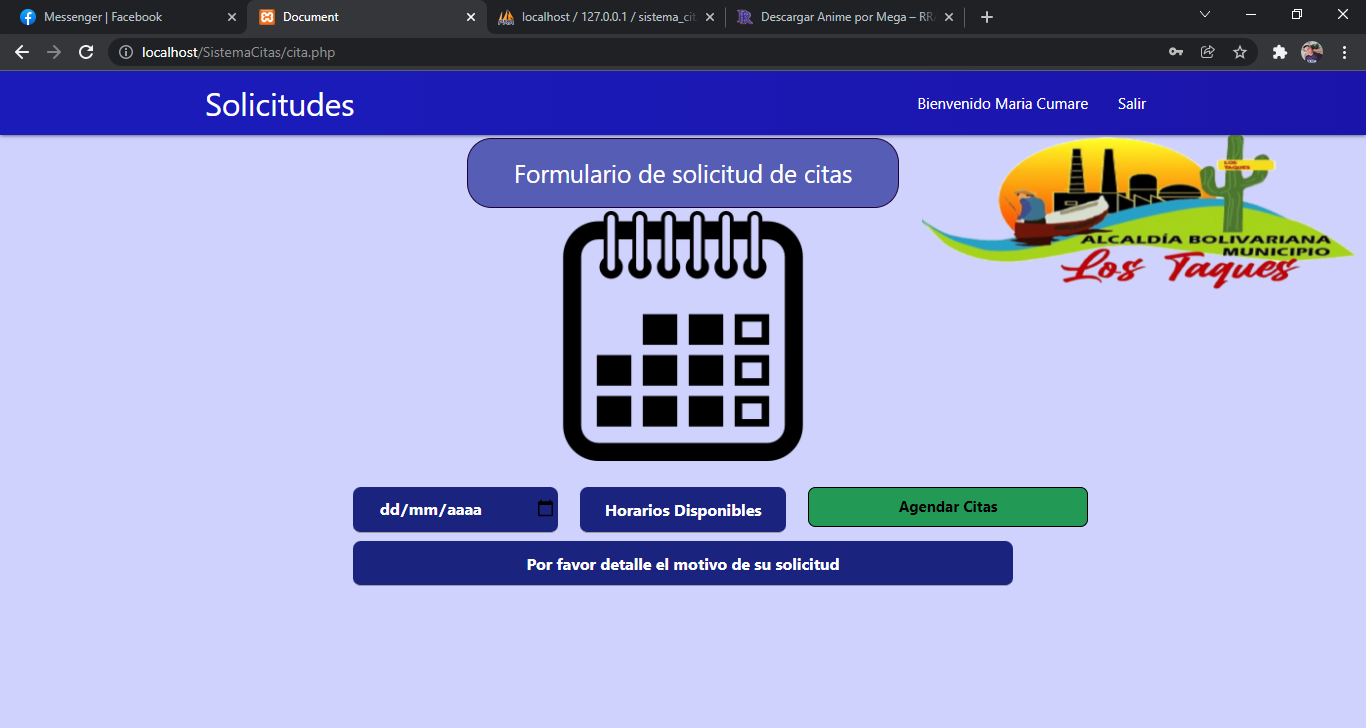 Messenger | Facebook
Document
localhost / 127.0.0.1 / sistema_cit
Descargar Anime por Mega – RR
localhost/SistemaCitas/cita.php
Solicitudes
Bienvenido Maria Cumare
Salir
Formulario de solicitud de citas
LOS TAQUES
ALCALDÍA BOLIVARIANA
MUNICIPIO
Los Taques
dd/mm/aaaa
Horarios Disponibles
Agendar Citas
Por favor detalle el motivo de su solicitud